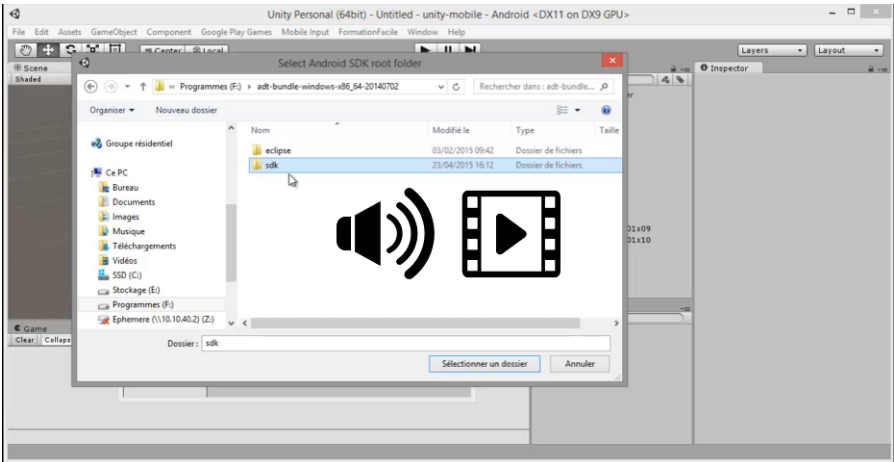 Unity Personal (64bit) - Untitled - unity-mobile - Android <DX11 on DX9 GPU>
File Edit Assets GameObject Component Google Play Games Mobile Input FormationFacile Window Help
Center Local Layers Layout
Scene Select Android SDK root folder Inspector
Shaded « Programmes (F:) › adt-bundle-windows-x86_64-20140702 Rechercher dans : adt-bundle...
Organiser Nouveau dossier
Nom Modifié le Type Taille
Groupe résidentiel eclipse 03/02/2015 09:42 Dossier de fichiers
sdk 23/04/2015 16:12 Dossier de fichiers
Ce PC
Bureau
Documents
Images
Musique
Téléchargements
Vidéos
SSD (C:)
Stockage (E:)
Programmes (F:)
Ephemere (\\10.10.40.2) (Z:)
01x09
01x10
Game
Clear Collaps
Dossier : sdk
Sélectionner un dossier Annuler